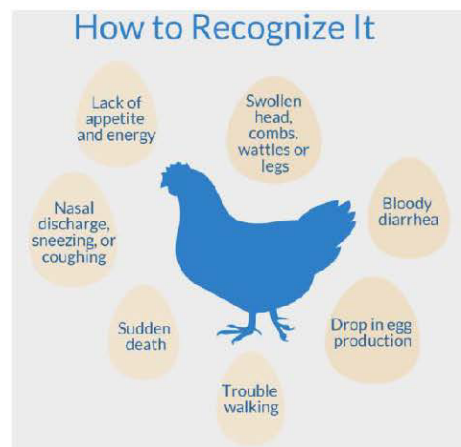 How to Recognize It
Lack of
appetite
and energy
Swollen
head,
combs,
wattles or
legs
Nasal
discharge,
sneezing, or
coughing
Bloody
diarrhea
Sudden
death
Drop in egg
production
Trouble
walking